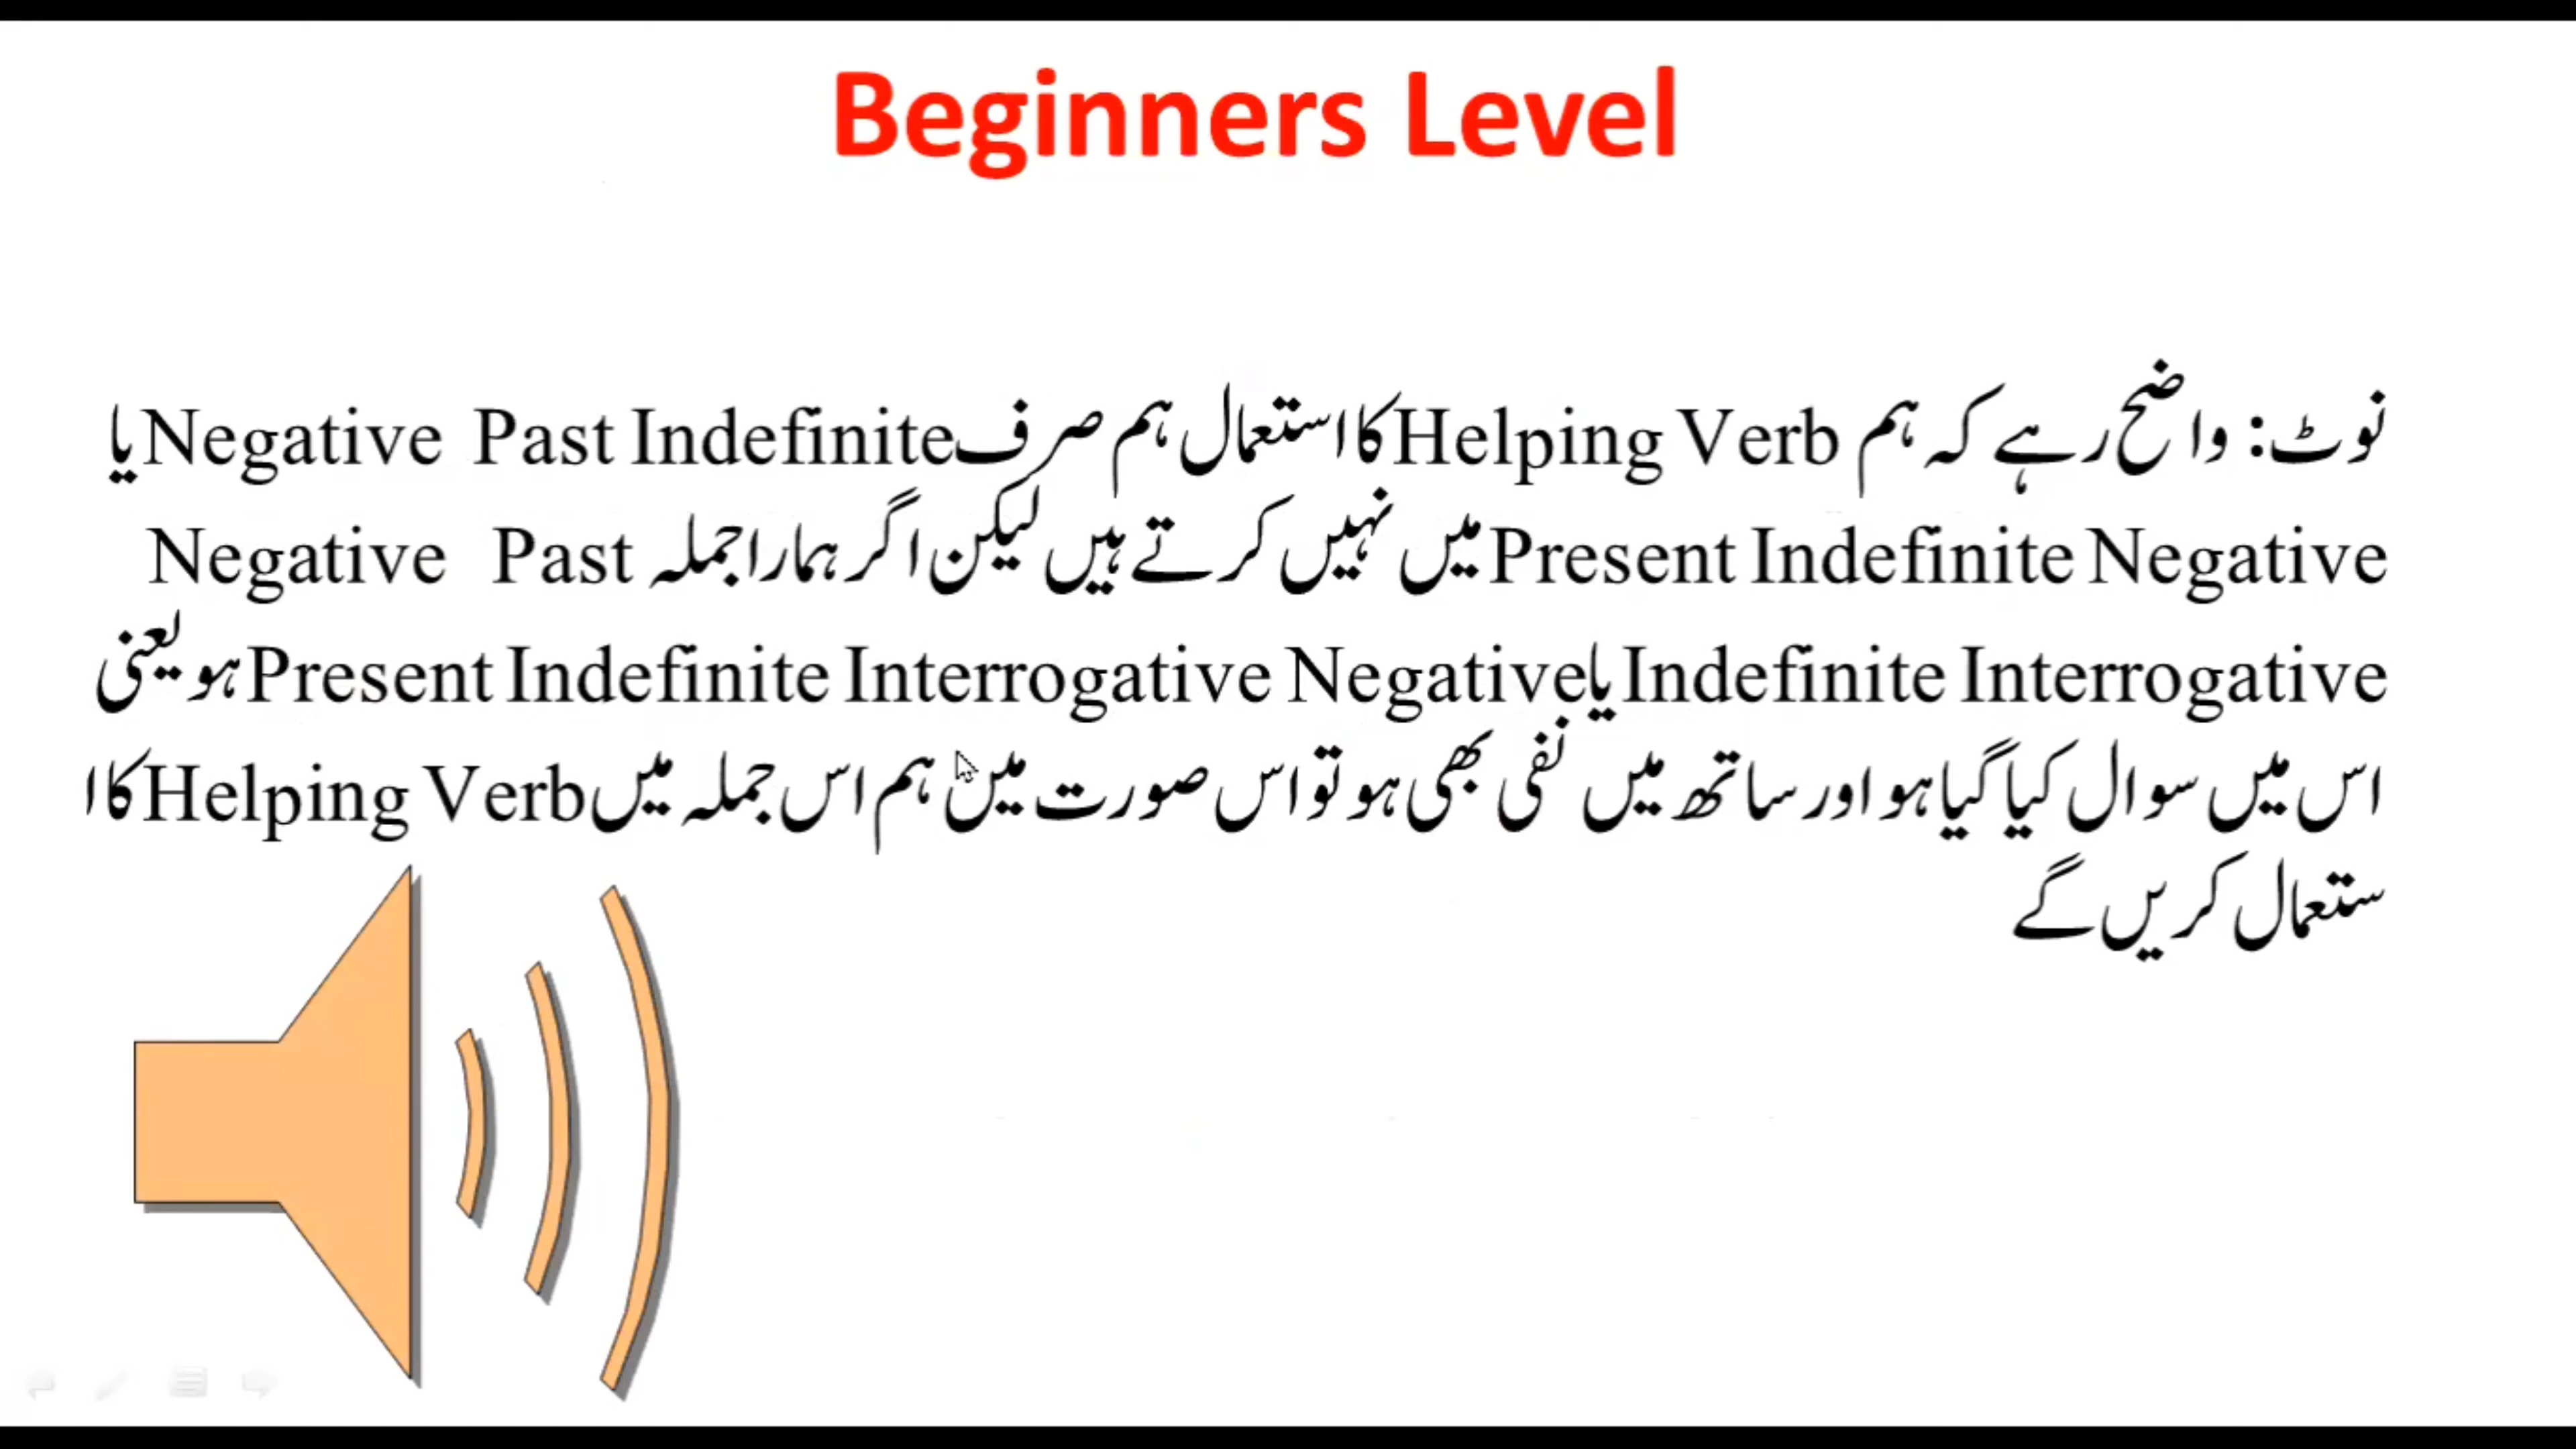 Beginners Level
نوٹ: واضح رہے کہ ہم Helping Verb کا استعمال ہم صرف Negative Past Indefinite یا
Present Indefinite Negative میں نہیں کرتے ہیں لیکن اگر ہمارا جملہ Negative Past
Indefinite Interrogative یا Present Indefinite Interrogative Negative ہو یعنی
اس میں سوال کیا گیا ہو اور ساتھ میں نفی بھی ہو تو اس صورت میں ہم اس جملہ میں Helping Verb کا ا
ستعمال کریں گے